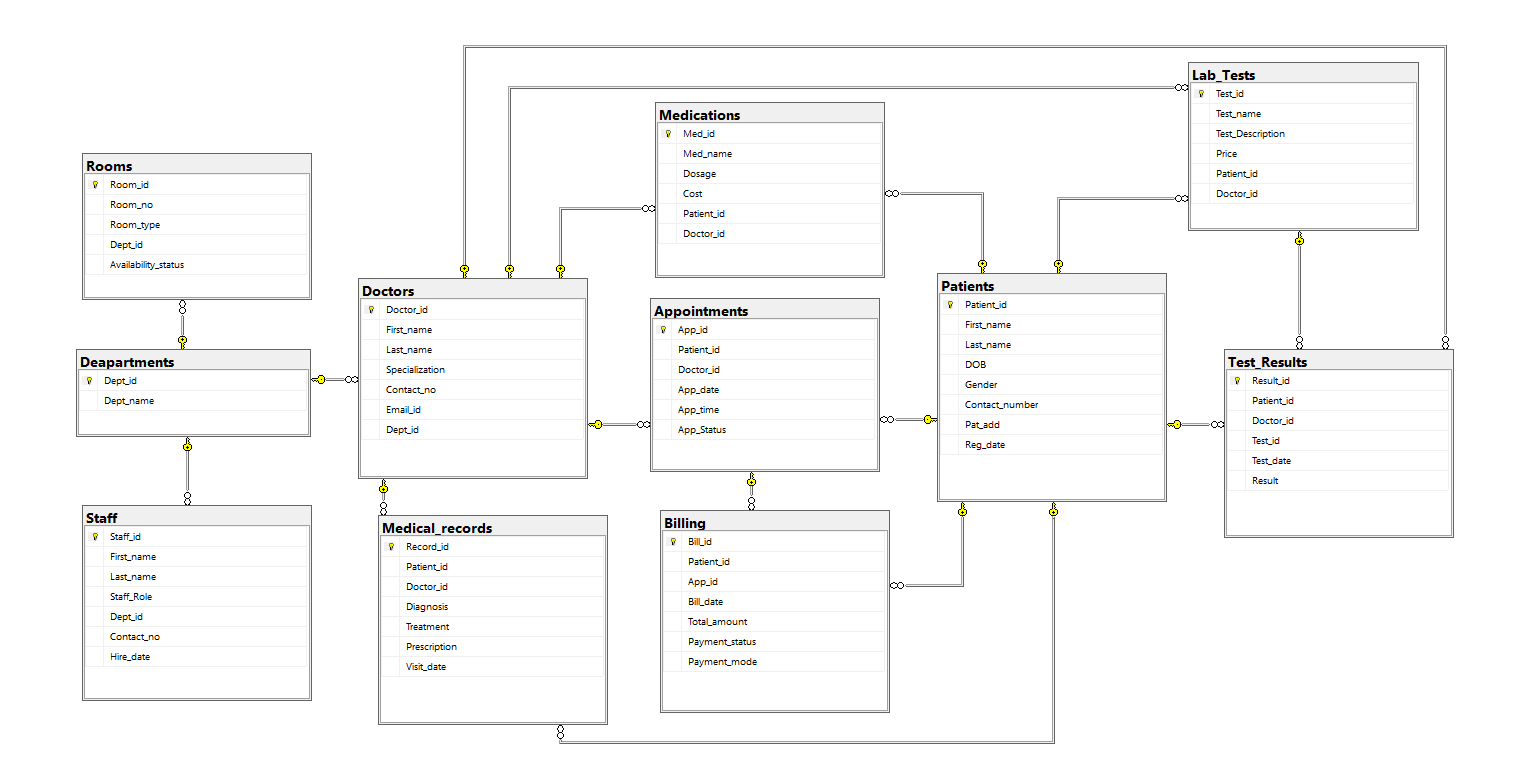 Rooms
Room_id
Room_no
Room_type
Dept_id
Availability_status
Deapartments
Dept_id
Dept_name
Staff
Staff_id
First_name
Last_name
Staff_Role
Dept_id
Contact_no
Hire_date
Doctors
Doctor_id
First_name
Last_name
Specialization
Contact_no
Email_id
Dept_id
Medical_records
Record_id
Patient_id
Doctor_id
Diagnosis
Treatment
Prescription
Visit_date
Medications
Med_id
Med_name
Dosage
Cost
Patient_id
Doctor_id
Appointments
App_id
Patient_id
Doctor_id
App_date
App_time
App_Status
Billing
Bill_id
Patient_id
App_id
Bill_date
Total_amount
Payment_status
Payment_mode
Patients
Patient_id
First_name
Last_name
DOB
Gender
Contact_number
Pat_add
Reg_date
Lab_Tests
Test_id
Test_name
Test_Description
Price
Patient_id
Doctor_id
Test_Results
Result_id
Patient_id
Doctor_id
Test_id
Test_date
Result